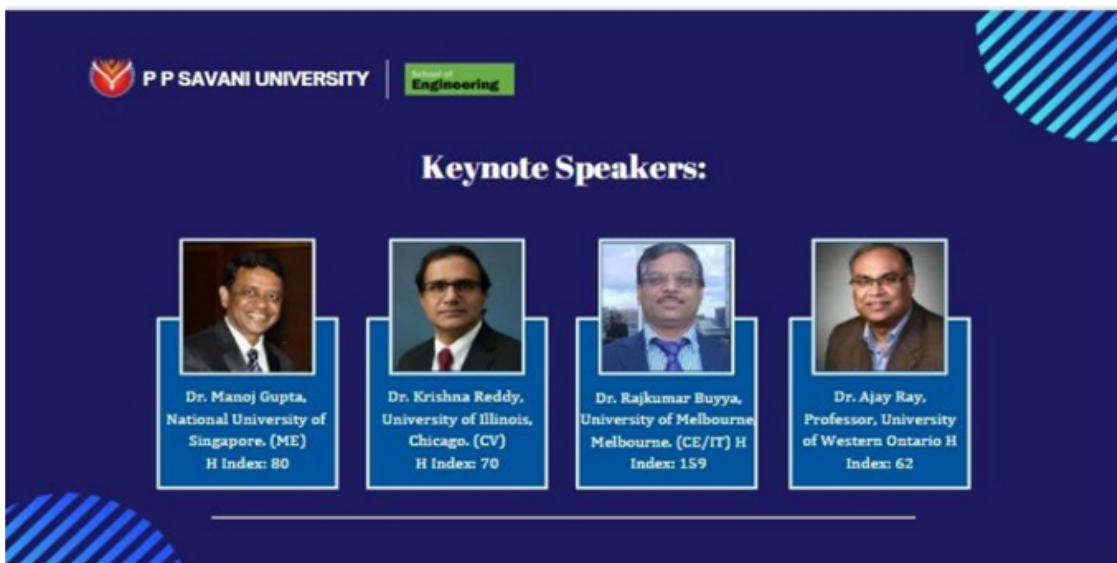 P P SAVANI UNIVERSITY
School of
Engineering
Keynote Speakers:
Dr. Manoj Gupta,
National University of
Singapore. (ME)
H Index: 80
Dr. Krishna Reddy,
University of Illinois,
Chicago. (CV)
H Index: 70
Dr. Rajkumar Buyya,
University of Melbourne,
Melbourne. (CE/IT) H
Index: 159
Dr. Ajay Ray,
Professor, University
of Western Ontario H
Index: 62